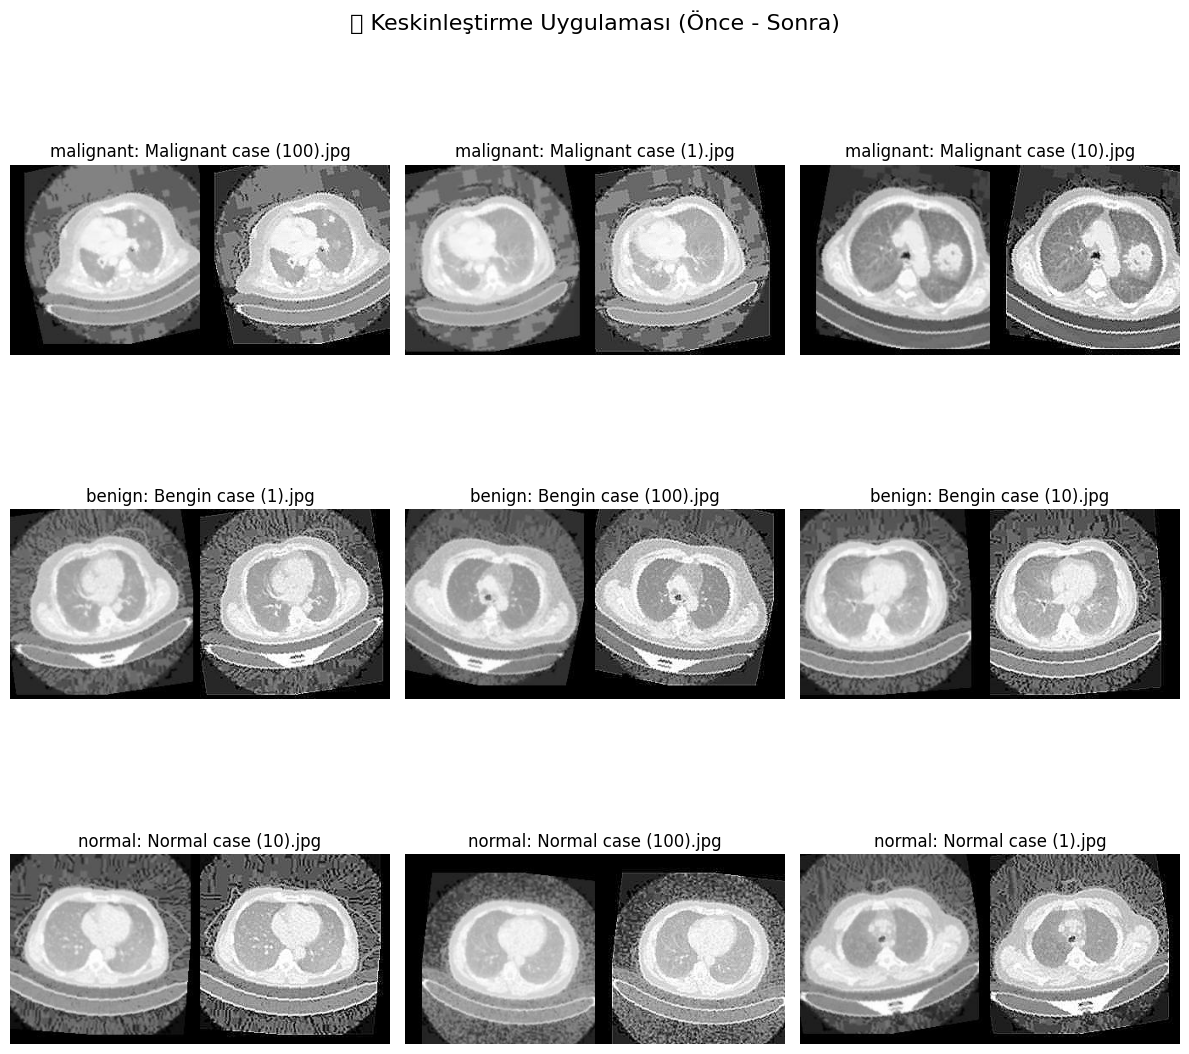 Keskinleştirme Uygulaması (Önce - Sonra)
malignant: Malignant case (100).jpg
malignant: Malignant case (1).jpg
malignant: Malignant case (10).jpg
benign: Bengin case (1).jpg
benign: Bengin case (100).jpg
benign: Bengin case (10).jpg
normal: Normal case (10).jpg
normal: Normal case (100).jpg
normal: Normal case (1).jpg